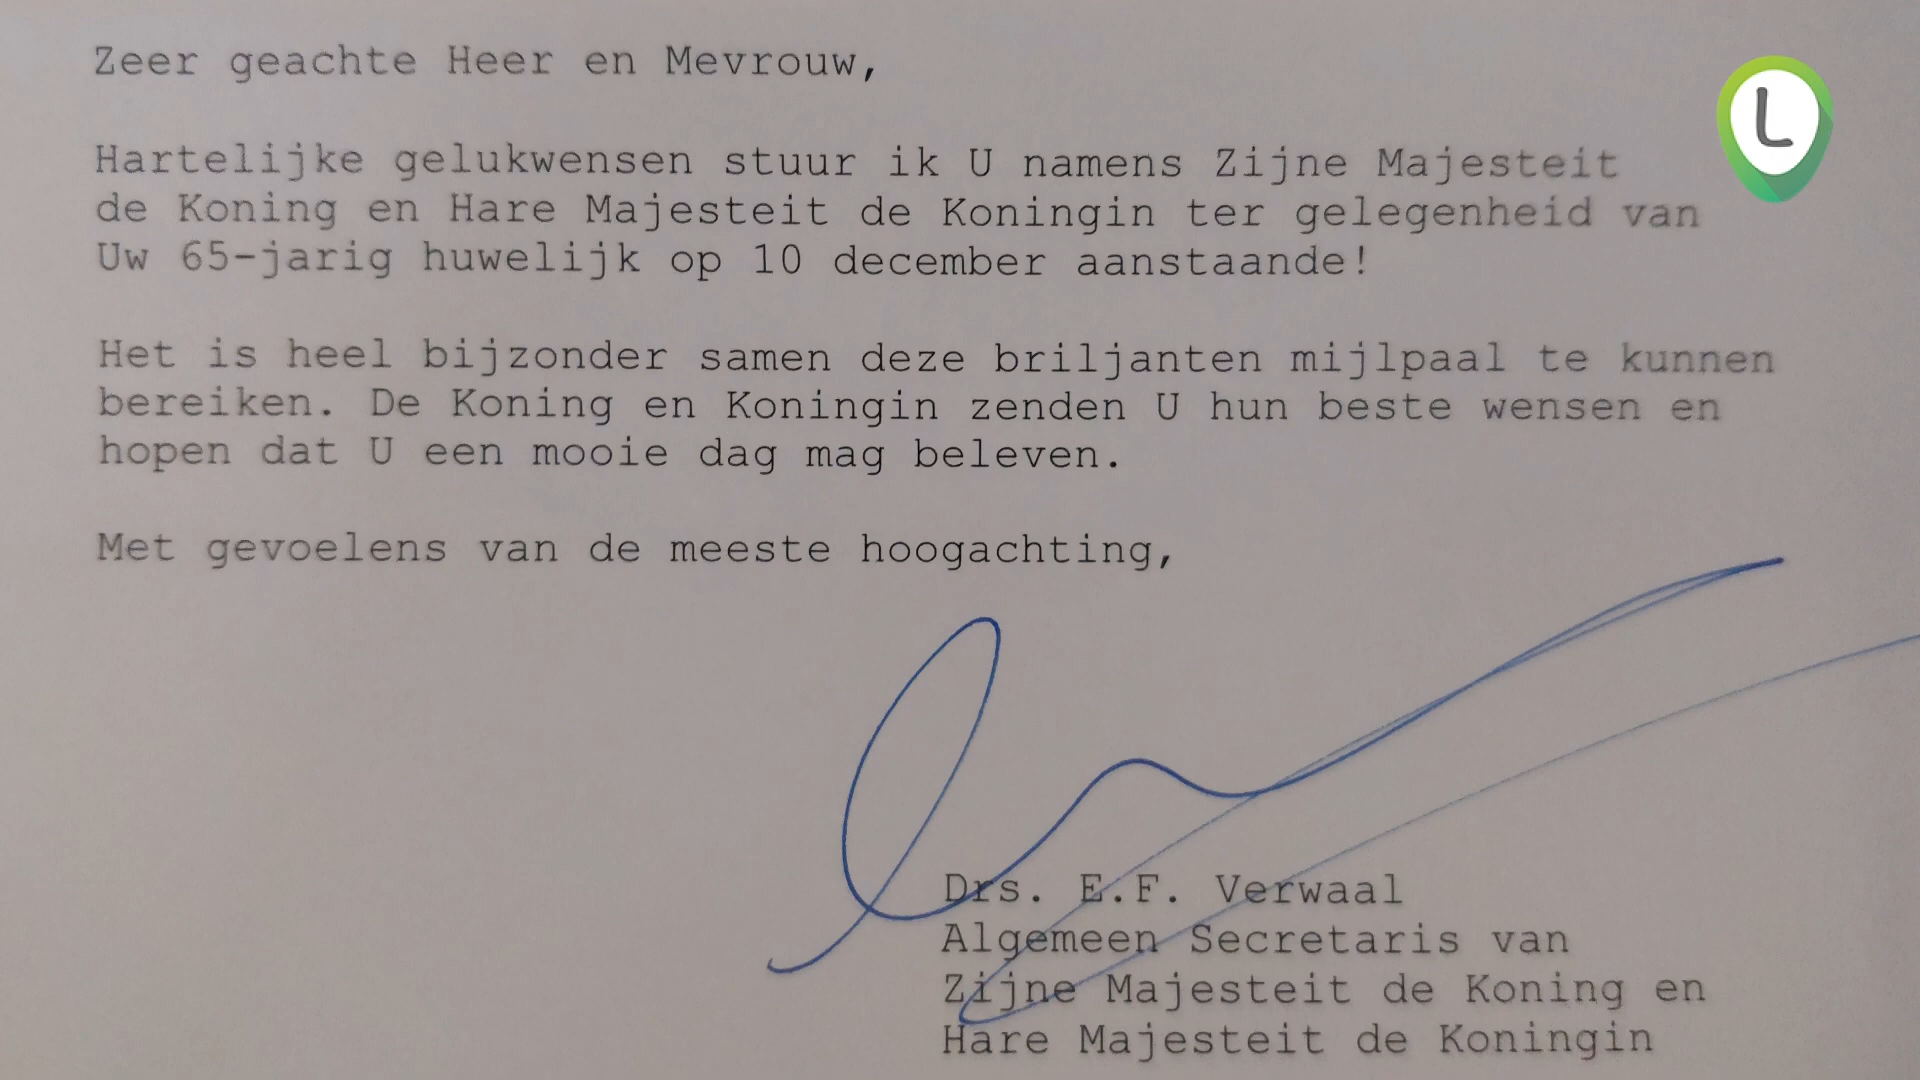 Zeer geachte Heer en Mevrouw,
Hartelijke gelukwensen stuur ik U namens Zijne Majesteit
de Koning en Hare Majesteit de Koningin ter gelegenheid van
Uw 65-jarig huwelijk op 10 december aanstaande!
Het is heel bijzonder samen deze briljanten mijlpaal te kunnen
bereiken. De Koning en Koningin zenden U hun beste wensen en
hopen dat U een mooie dag mag beleven.
Met gevoelens van de meeste hoogachting,
Drs. E.F. Verwaal
Algemeen Secretaris van
Zijne Majesteit de Koning en
Hare Majesteit de Koningin
L